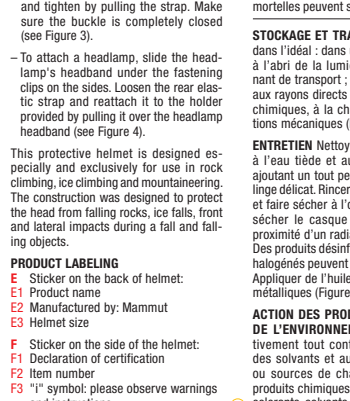 and tighten by pulling the strap. Make
sure the buckle is completely closed
(see Figure 3).
– To attach a headlamp, slide the head-
lamp's headband under the fastening
clips on the sides. Loosen the rear elas-
tic strap and reattach it to the holder
provided by pulling it over the headlamp
headband (see Figure 4).
This protective helmet is designed es-
pecially and exclusively for use in rock
climbing, ice climbing and mountaineering.
The construction was designed to protect
the head from falling rocks, ice falls, front
and lateral impacts during a fall and fall-
ing objects.
PRODUCT LABELING
E Sticker on the back of helmet:
E1 Product name
E2 Manufactured by: Mammut
E3 Helmet size
F Sticker on the side of helmet:
F1 Declaration of certification
F2 Item number
F3 "i" symbol: please observe warnings
and instructions
mortelles peuvent s
STOCKAGE ET TRA
dans l'idéal : dans
à l'abri de la lumi
nant de transport ;
aux rayons directs
chimiques, à la ch
tions mécaniques (
ENTRETIEN Nettoy
à l'eau tiède et au
ajoutant un tout pe
linge délicat. Rincer
et faire sécher à l'o
sécher le casque
proximité d'un radia
Des produits désinf
halogénés peuvent
Appliquer de l'huile
métalliques (Figure
ACTION DES PROD
DE L'ENVIRONNEM
tivement tout cont
des solvants et au
ou sources de cha
produits chimiques
colorants, solvants